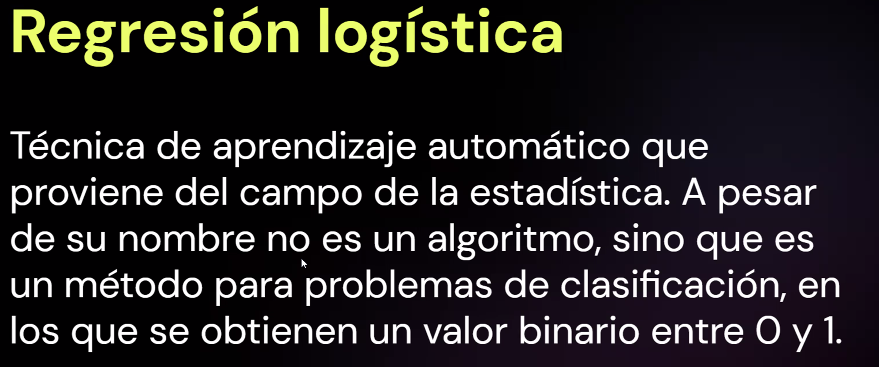 Regresión logística
Técnica de aprendizaje automático que
proviene del campo de la estadística. A pesar
de su nombre no es un algoritmo, sino que es
un método para problemas de clasificación, en
los que se obtienen un valor binario entre 0 y 1.